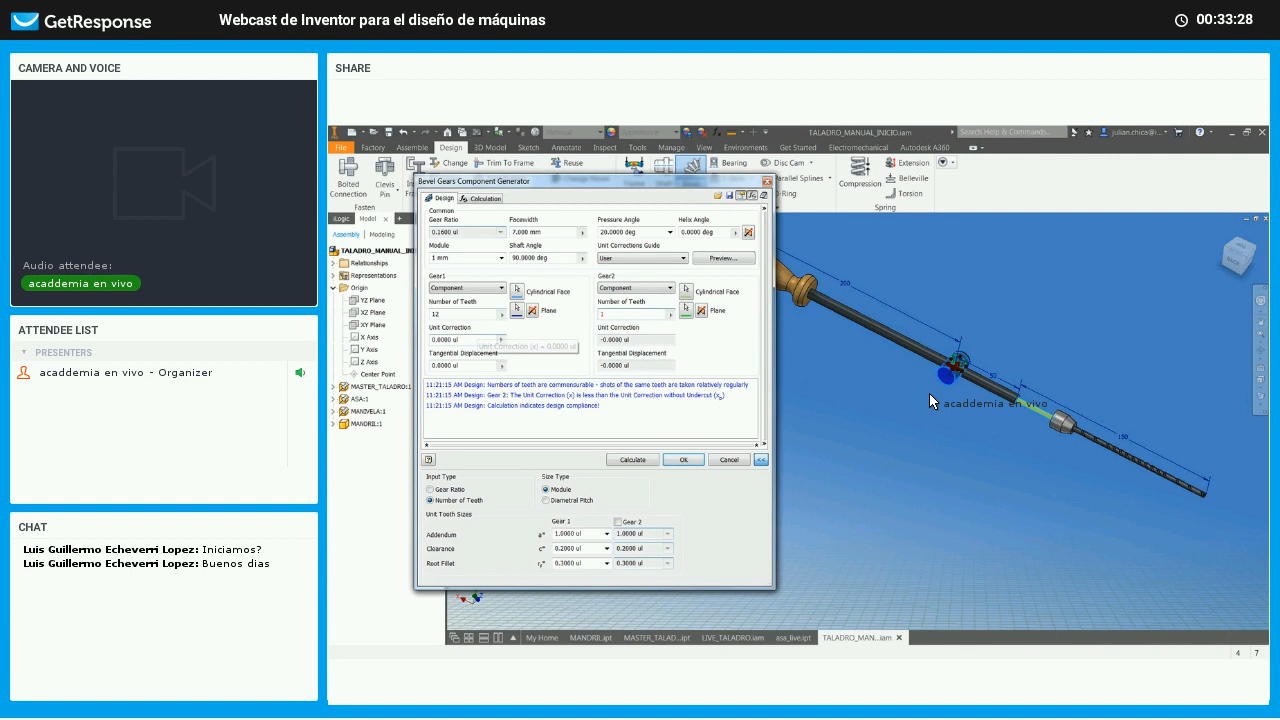 GetResponse
Webcast de Inventor para el diseño de máquinas
00:33:28
CAMERA AND VOICE
Audio attendee:
acaddemia en vivo
ATTENDEE LIST
PRESENTERS
acaddemia en vivo - Organizer
CHAT
Luis Guillermo Echeverri Lopez: Iniciamos?
Luis Guillermo Echeverri Lopez: Buenos dias
SHARE
TALADRO_MANUAL_INICIO.iam
Search Help & Commands...
julian.chica@i...
File Factory Assemble Design 3D Model Sketch Annotate Inspect Tools Manage View Environments Get Started Electromechanical Autodesk A360
Bolted Connection
Clevis Pin
Change
Trim To Frame
Reuse
Bearing
Disc Cam
Parallel Splines
Compression
Extension
Belleville
Torsion
Fasten
Spring
iLogic Model
Assembly Modeling
TALADRO_MANUAL_INI
Relationships
Representations
Origin
YZ Plane
XZ Plane
XY Plane
X Axis
Y Axis
Z Axis
Center Point
MASTER_TALADRO:1
ASA:1
MANIVELA:1
MANDRIL:1
Bevel Gears Component Generator
Design Calculation
Common
Gear Ratio Facewidth Pressure Angle Helix Angle
0.1600 ul 7.000 mm 20.0000 deg 0.0000 deg
Module Shaft Angle Unit Corrections Guide
1 mm 90.0000 deg User Preview...
Gear1 Gear2
Component Cylindrical Face Component Cylindrical Face
Number of Teeth Plane Number of Teeth Plane
12 1
Unit Correction Unit Correction
0.0000 ul -0.0000 ul
Unit Correction (x) = 0.0000 ul
Tangential Displacement Tangential Displacement
0.0000 ul -0.0000 ul
11:21:15 AM Design: Numbers of teeth are commensurable - shots of the same teeth are taken relatively regularly
11:21:15 AM Design: Gear 2: The Unit Correction (x) is less than the Unit Correction without Undercut (x
11:21:15 AM Design: Calculation indicates design compliance!
Calculate OK Cancel <<
Input Type Size Type
Gear Ratio Module
Number of Teeth Diametral Pitch
Unit Tooth Sizes
Gear 1 Gear 2
Addendum a* 1.0000 ul 1.0000 ul
Clearance c* 0.2000 ul 0.2000 ul
Root Fillet 0.3000 ul 0.3000 ul
200
50
150
BACK
acaddemia en vivo
My Home MANDRIL.ipt MASTER_TALAD...ipt LIVE_TALADRO.iam asa_live.ipt TALADRO_MAN...iam
4 7